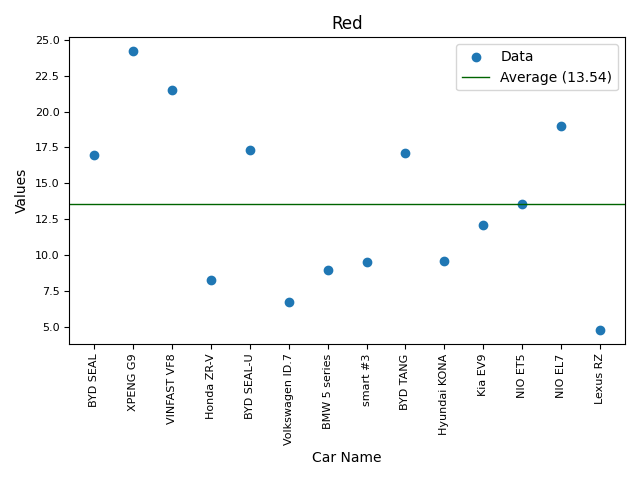 Red
25.0
22.5
20.0
17.5
15.0
12.5
10.0
7.5
5.0
Values
Data
Average (13.54)
BYD SEAL
XPENG G9
VINFAST VF8
Honda ZR-V
BYD SEAL-U
Volkswagen ID.7
BMW 5 series
smart #3
BYD TANG
Hyundai KONA
Kia EV9
NIO ET5
NIO EL7
Lexus RZ
Car Name